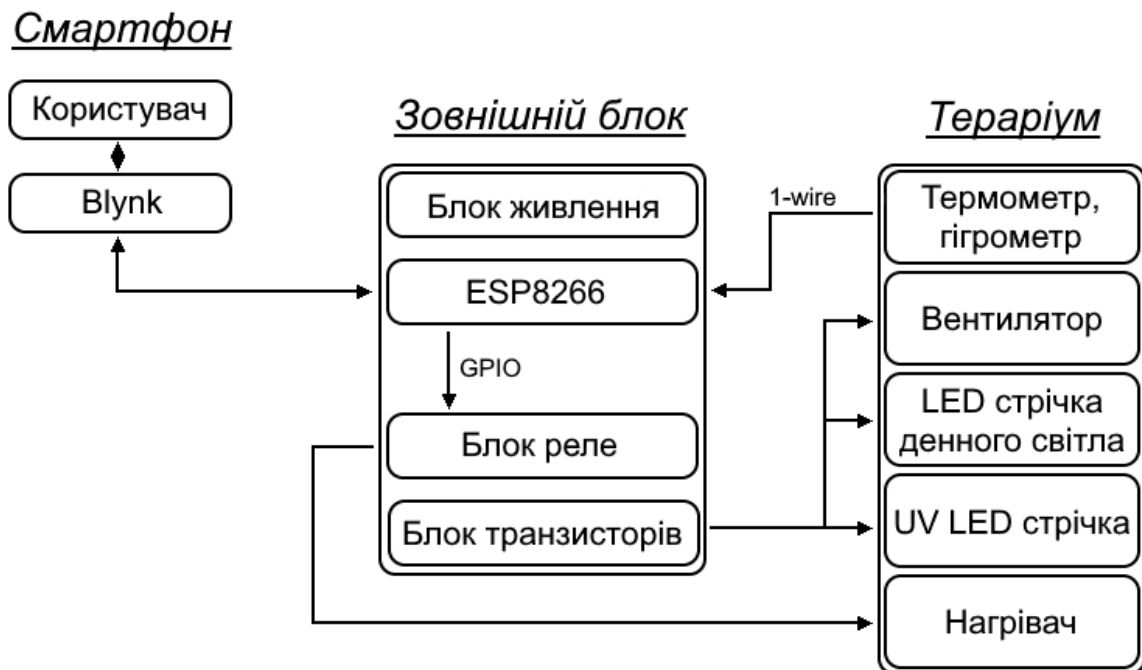 Смартфон
Користувач
Blynk
Зовнішній блок
Блок живлення
ESP8266
GPIO
Блок реле
Блок транзисторів
1-wire
Тераріум
Термометр,
гігрометр
Вентилятор
LED стрічка
денного світла
UV LED стрічка
Нагрівач